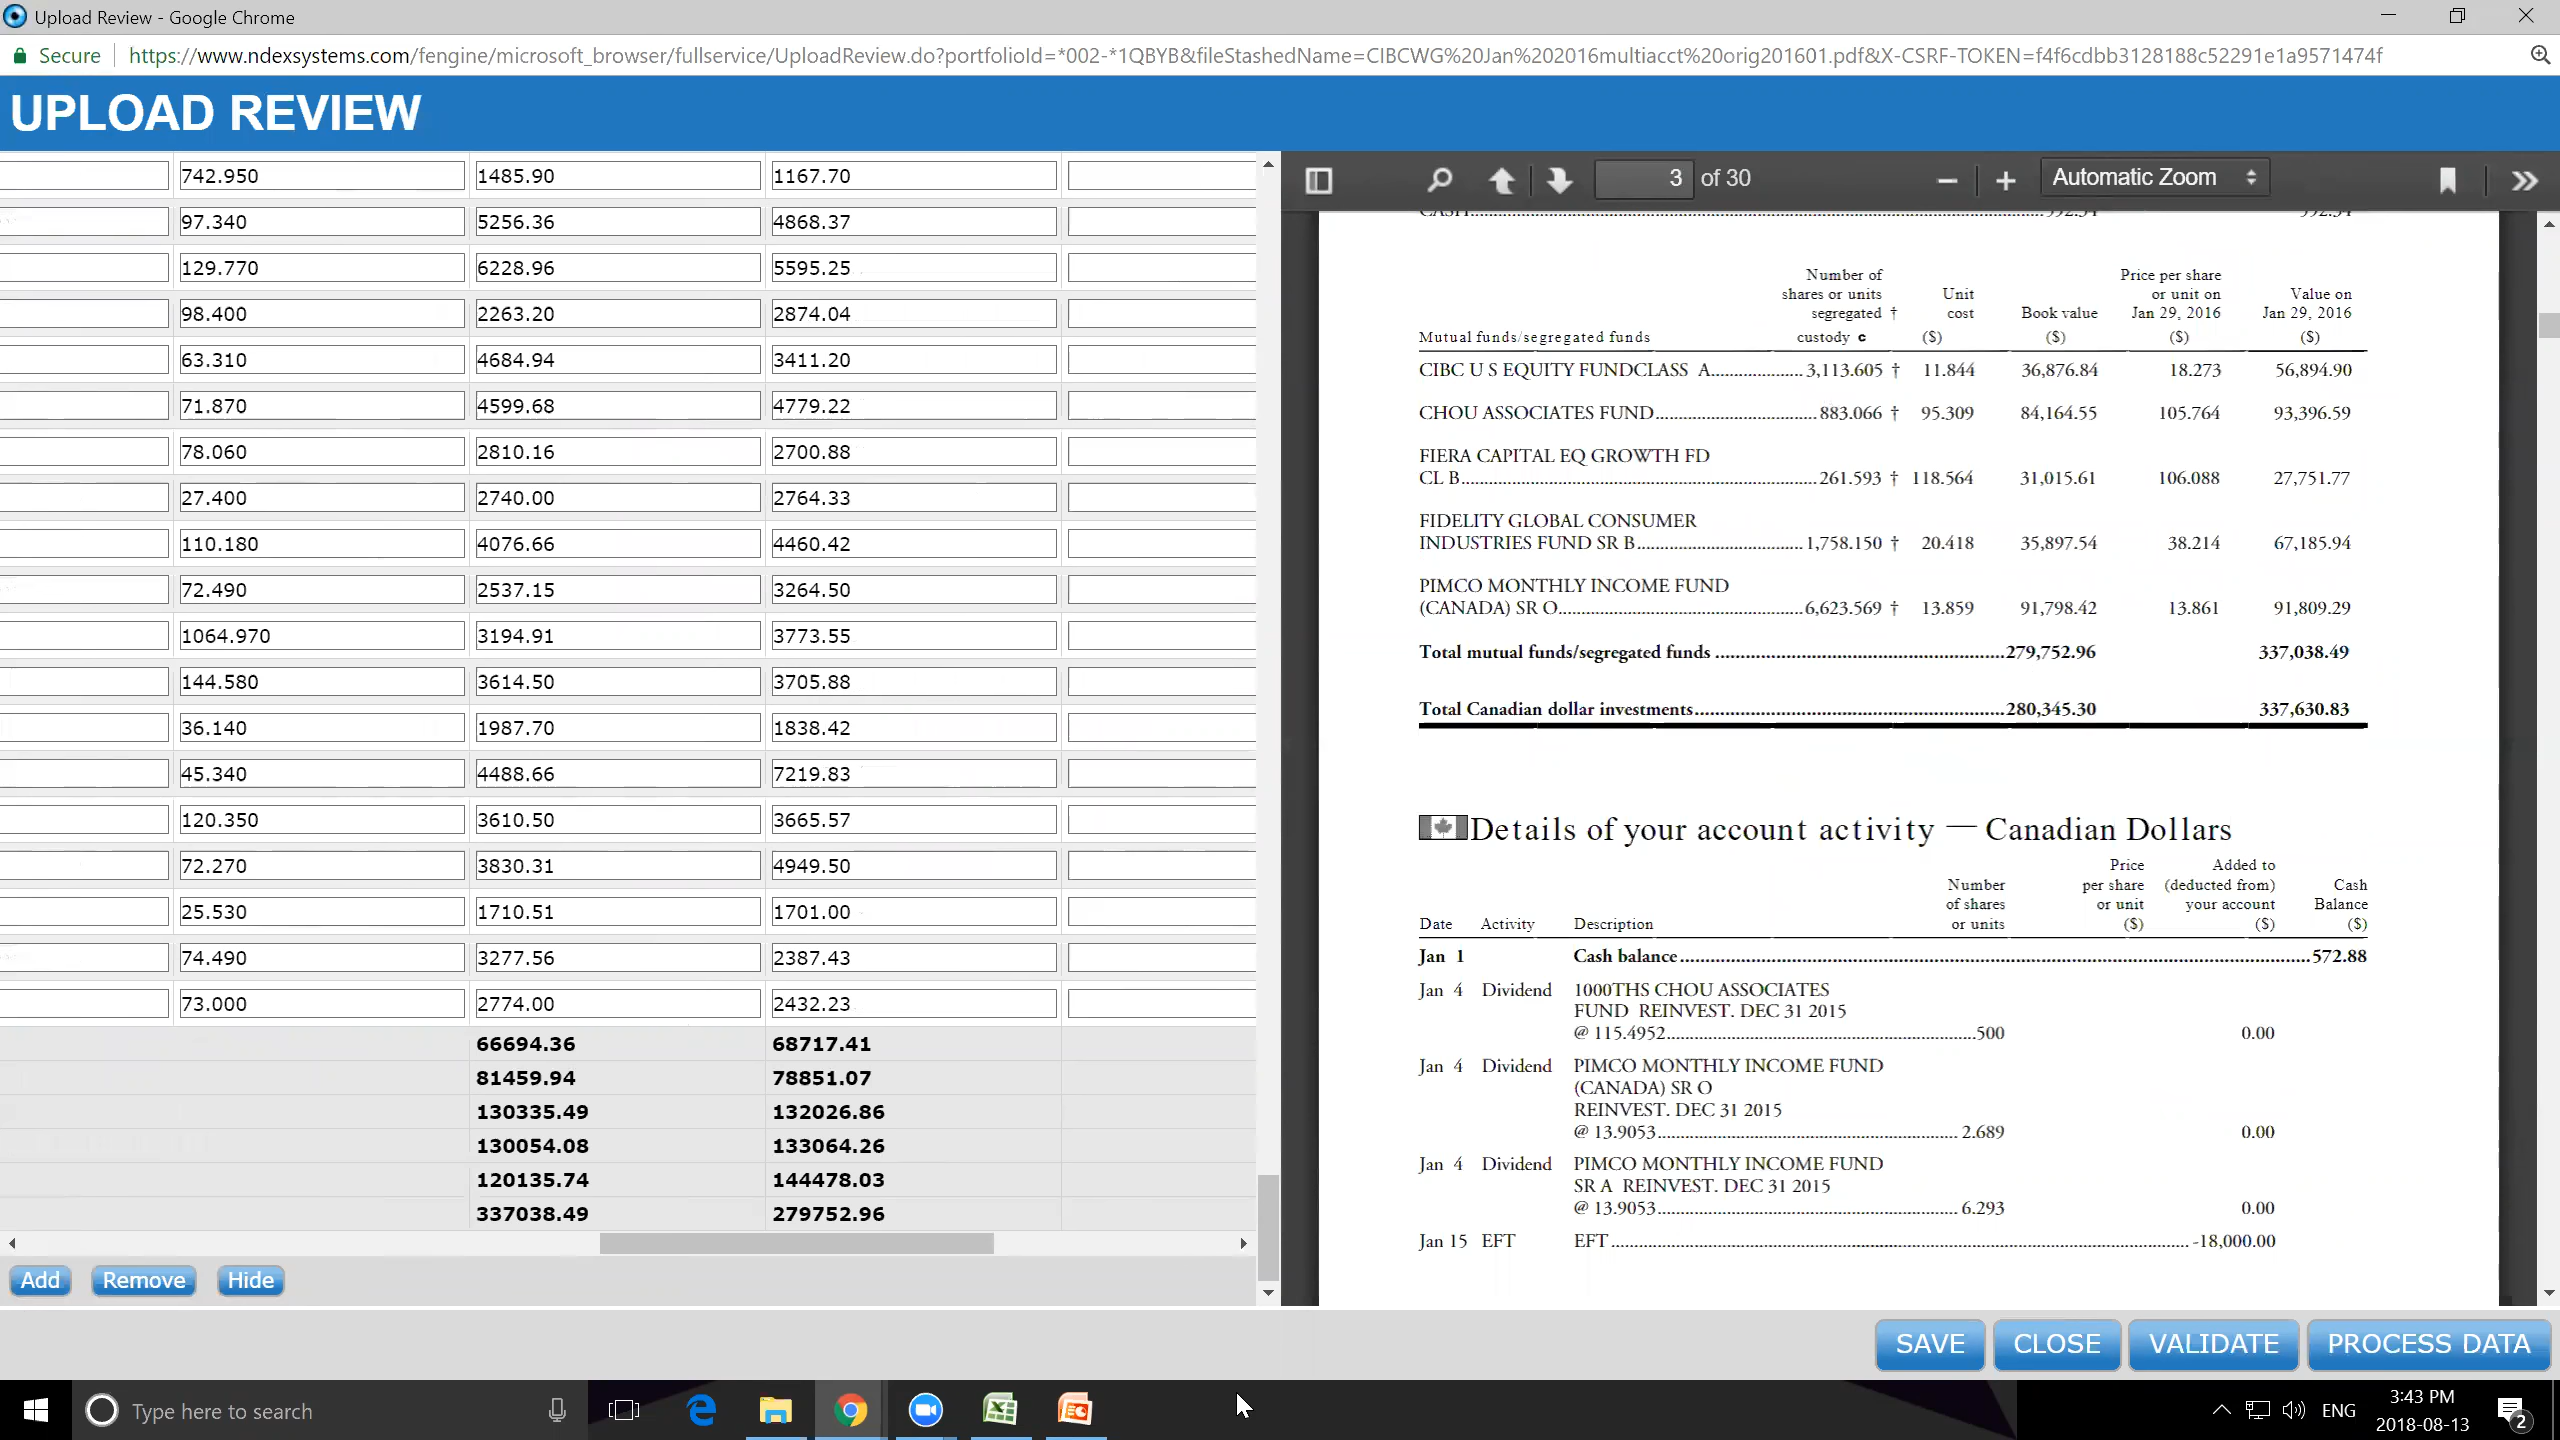 Upload Review - Google Chrome
Secure https://www.ndexsystems.com/fengine/microsoft_browser/fullservice/UploadReview.do?portfolioId=*002-*1QBYB&fileStashedName=CIBCWG%20Jan%202016multiacct%20orig201601.pdf&X-CSRF-TOKEN=f4f6cdbb3128188c52291e1a9571474f
UPLOAD REVIEW
742.950 1485.90 1167.70
97.340 5256.36 4868.37
129.770 6228.96 5595.25
98.400 2263.20 2874.04
63.310 4684.94 3411.20
71.870 4599.68 4779.22
78.060 2810.16 2700.88
27.400 2740.00 2764.33
110.180 4076.66 4460.42
72.490 2537.15 3264.50
1064.970 3194.91 3773.55
144.580 3614.50 3705.88
36.140 1987.70 1838.42
45.340 4488.66 7219.83
120.350 3610.50 3665.57
72.270 3830.31 4949.50
25.530 1710.51 1701.00
74.490 3277.56 2387.43
73.000 2774.00 2432.23
66694.36 68717.41
81459.94 78851.07
130335.49 132026.86
130054.08 133064.26
120135.74 144478.03
337038.49 279752.96
Add Remove Hide
3 of 30 Automatic Zoom
Number of
shares or units
segregated †
custody c
Unit
cost
($)
Book value
($)
Price per share
or unit on
Jan 29, 2016
($)
Value on
Jan 29, 2016
($)
Mutual funds/segregated funds
CIBC U S EQUITY FUNDCLASS A.................... 3,113.605 † 11.844 36,876.84 18.273 56,894.90
CHOU ASSOCIATES FUND.................................. 883.066 † 95.309 84,164.55 105.764 93,396.59
FIERA CAPITAL EQ GROWTH FD
CL B........................................................................... 261.593 † 118.564 31,015.61 106.088 27,751.77
FIDELITY GLOBAL CONSUMER
INDUSTRIES FUND SR B.................................... 1,758.150 † 20.418 35,897.54 38.214 67,185.94
PIMCO MONTHLY INCOME FUND
(CANADA) SR O.................................................... 6,623.569 † 13.859 91,798.42 13.861 91,809.29
Total mutual funds/segregated funds .............................................................279,752.96 337,038.49
Total Canadian dollar investments.................................................................280,345.30 337,630.83
Details of your account activity — Canadian Dollars
Date Activity Description
Number
of shares
or units
Price
per share
or unit
($)
Added to
(deducted from)
your account
($)
Cash
Balance
($)
Jan 1 Cash balance.................................................................................................................................572.88
Jan 4 Dividend 1000THS CHOU ASSOCIATES
FUND REINVEST. DEC 31 2015
@ 115.4952.................................................................500 0.00
Jan 4 Dividend PIMCO MONTHLY INCOME FUND
(CANADA) SR O
REINVEST. DEC 31 2015
@ 13.9053............................................................... 2.689 0.00
Jan 4 Dividend PIMCO MONTHLY INCOME FUND
SR A REINVEST. DEC 31 2015
@ 13.9053............................................................... 6.293 0.00
Jan 15 EFT EFT........................................................................................................................ -18,000.00
SAVE CLOSE VALIDATE PROCESS DATA
Type here to search
ENG
3:43 PM
2018-08-13
2